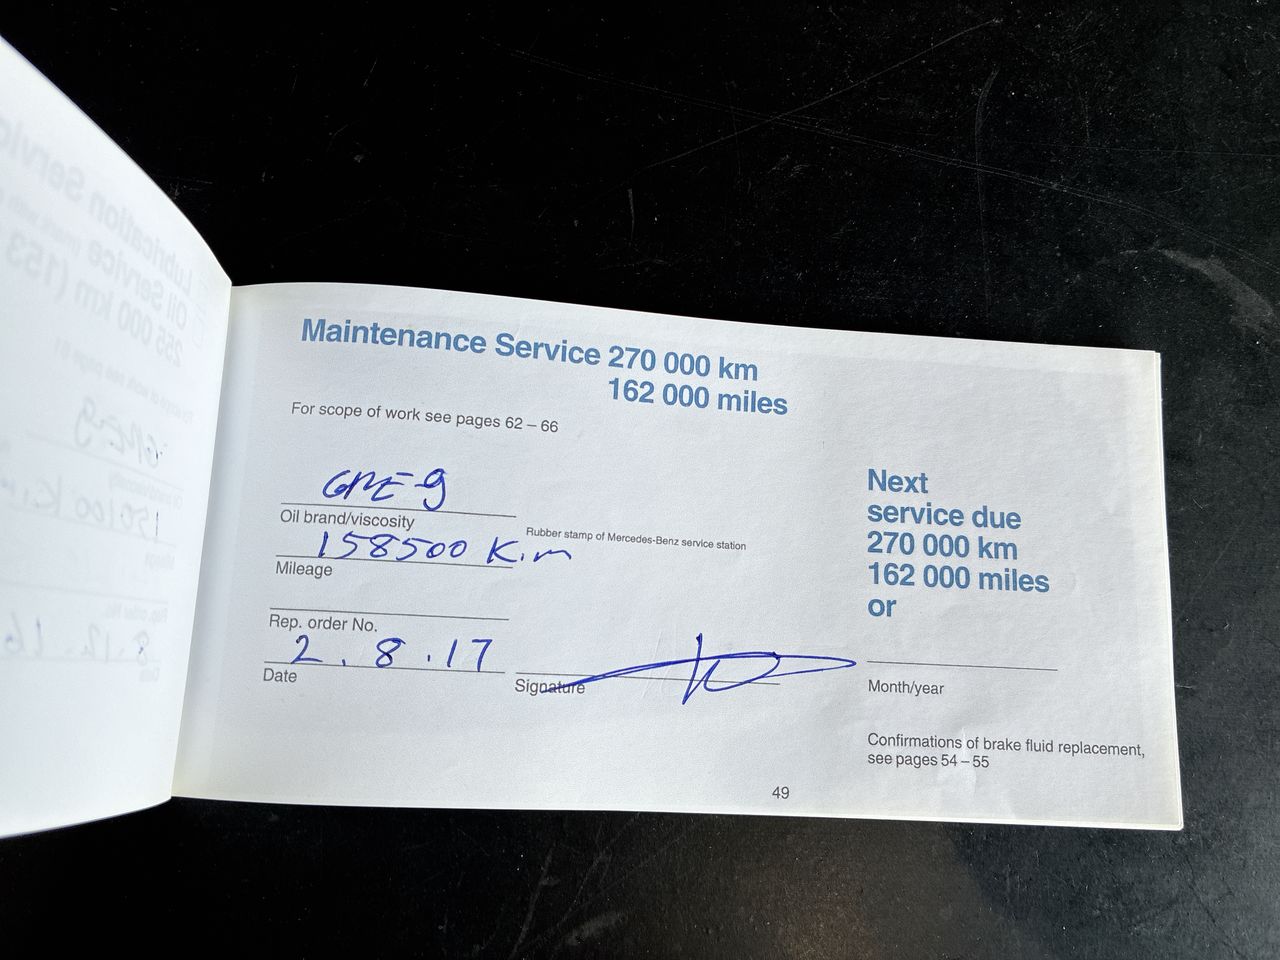 Maintenance Service 270 000 km
162 000 miles
For scope of work see pages 62 – 66
Oil brand/viscosity
Rubber stamp of Mercedes-Benz service station
158500 K.m
Mileage
Rep. order No.
2.8.17
Date
Signature
Next
service due
270 000 km
162 000 miles
or
Month/year
Confirmations of brake fluid replacement,
see pages 54 – 55
49